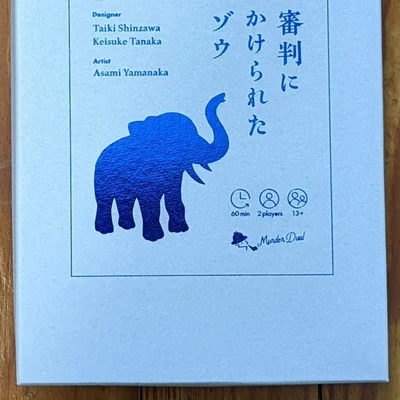 Designer
Taiki Shinzawa
Keisuke Tanaka
Artist
Asami Yamanaka
審判に
かけられた
ゾウ
60 min
2 players
13+
Murder Dual